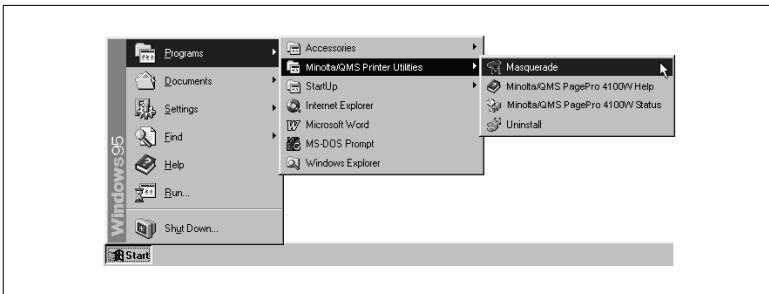 Programs
Documents
Settings
Find
Help
Run...
Shut Down...
Windows95
Start
Accessories
Minolta/QMS Printer Utilities
StartUp
Internet Explorer
Microsoft Word
MS-DOS Prompt
Windows Explorer
Masquerade
Minolta/QMS PagePro 4100W Help
Minolta/QMS PagePro 4100W Status
Uninstall